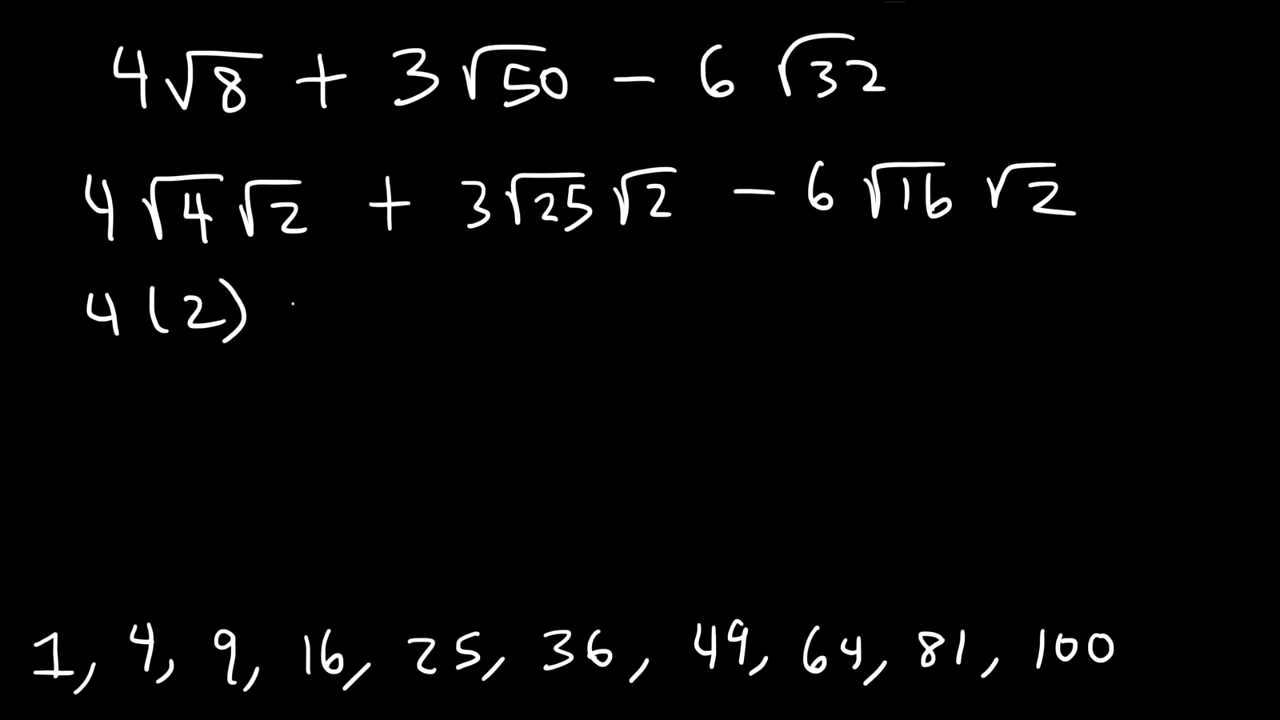 4√8 + 3√50 − 6√32
4√4√2 + 3√25√2 − 6√16√2
4(2)
1, 4, 9, 16, 25, 36, 49, 64, 81, 100